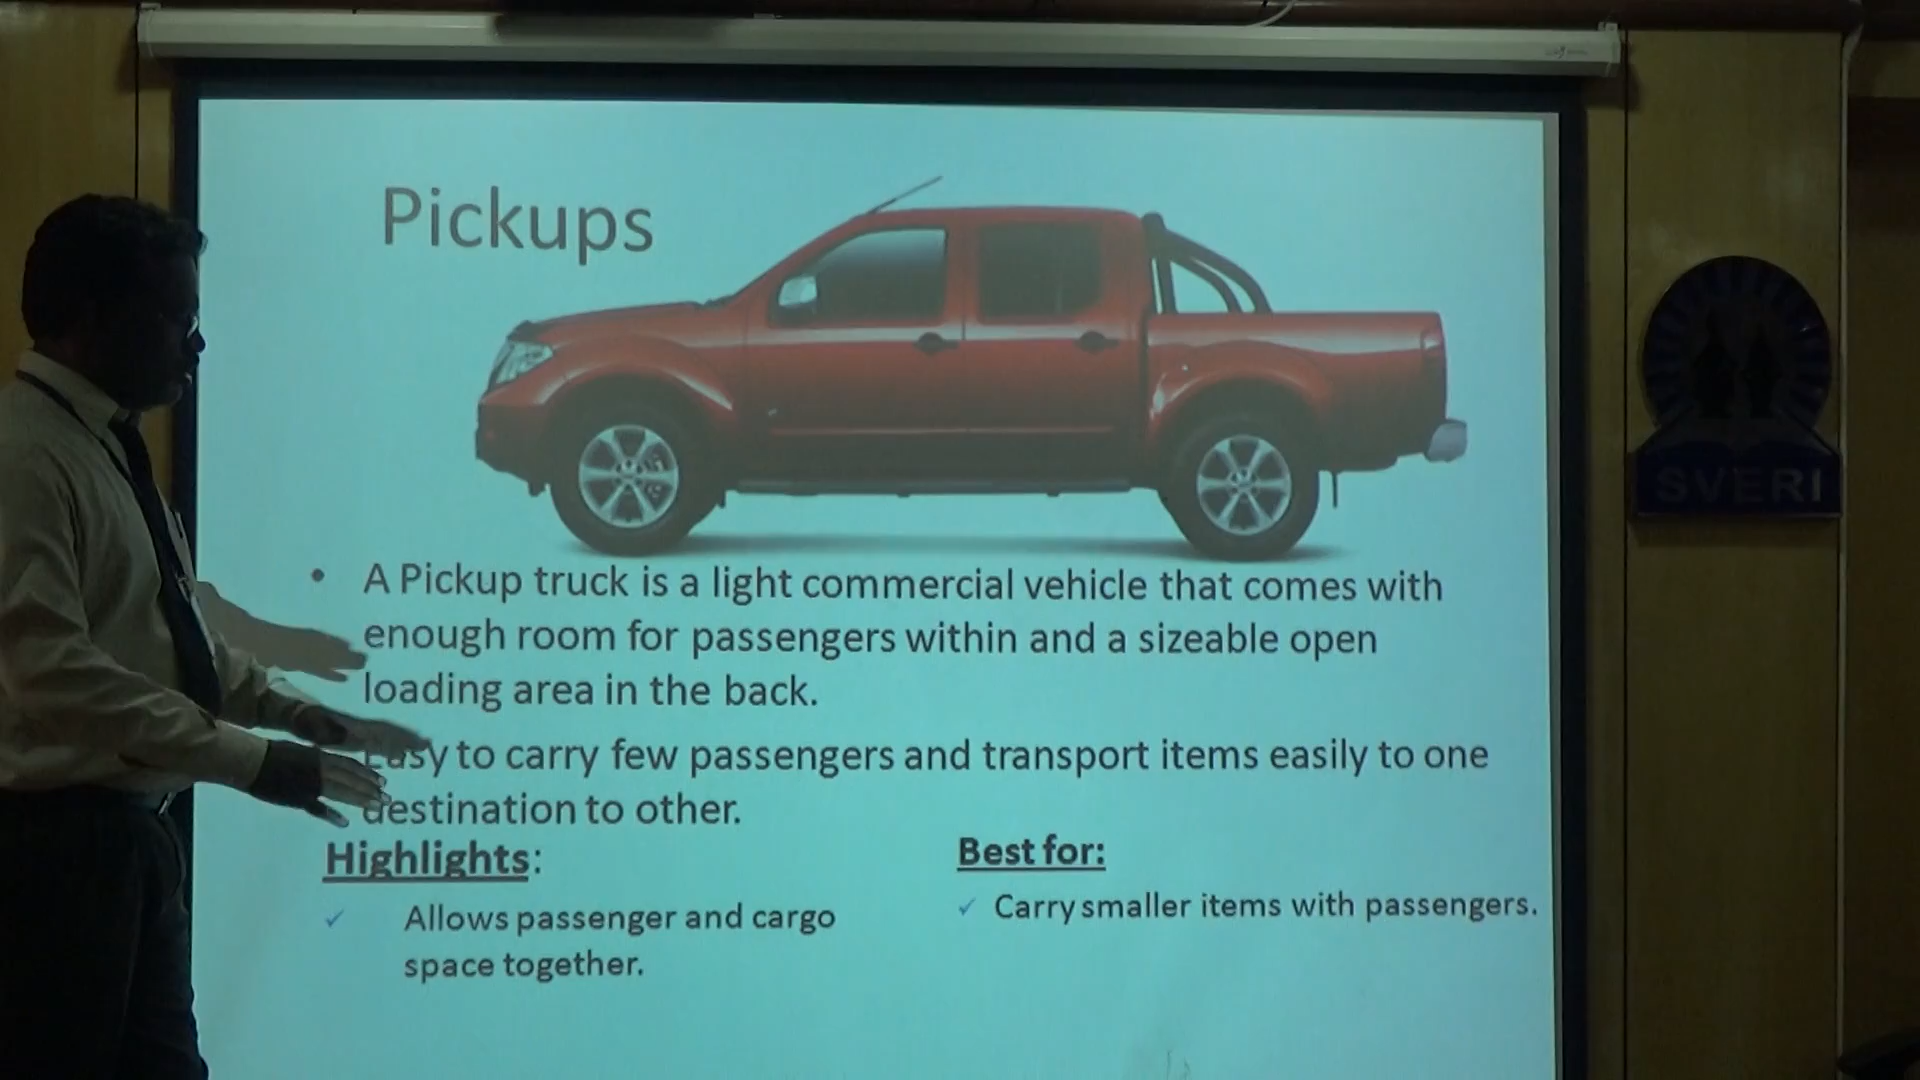 Pickups
• A Pickup truck is a light commercial vehicle that comes with
enough room for passengers within and a sizeable open
loading area in the back.
Easy to carry few passengers and transport items easily to one
destination to other.
Highlights:
✓ Allows passenger and cargo
space together.
Best for:
✓ Carry smaller items with passengers.
SVERI